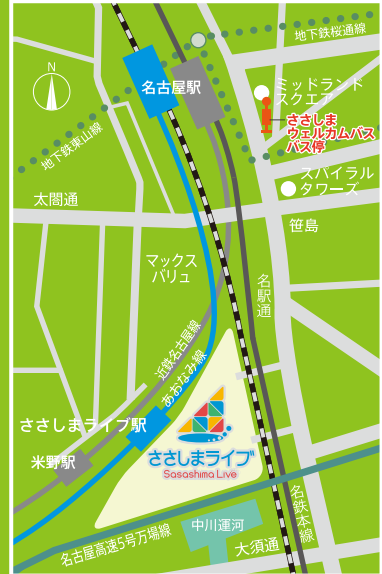 地下鉄桜通線
N
名古屋駅
ミッドランド
スクエア
ささしま
ウェルカムバス
バス停
地下鉄東山線
スパイラル
タワーズ
太閤通
笹島
マックス
バリュ
名駅通
近鉄名古屋線
あおなみ線
ささしまライブ駅
米野駅
ささしまライブ
Sasashima Live
名鉄本線
中川運河
名古屋高速5号万場線
大須通